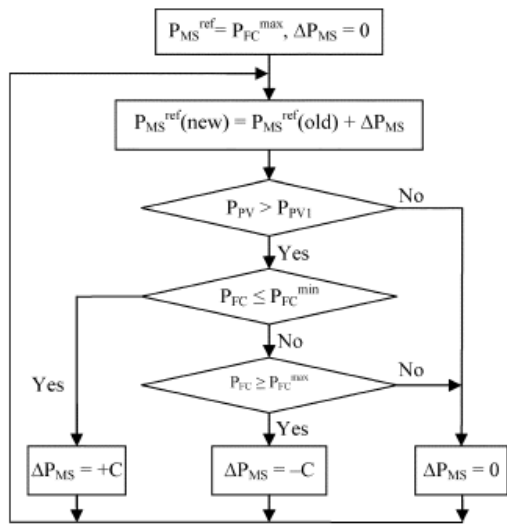 P_MS^ref = P_FC^max, ΔP_MS = 0
P_MS^ref(new) = P_MS^ref(old) + ΔP_MS
P_PV > P_PV1
No
Yes
P_FC ≤ P_FC^min
No
Yes
P_FC ≥ P_FC^max
No
Yes
ΔP_MS = +C
ΔP_MS = –C
ΔP_MS = 0